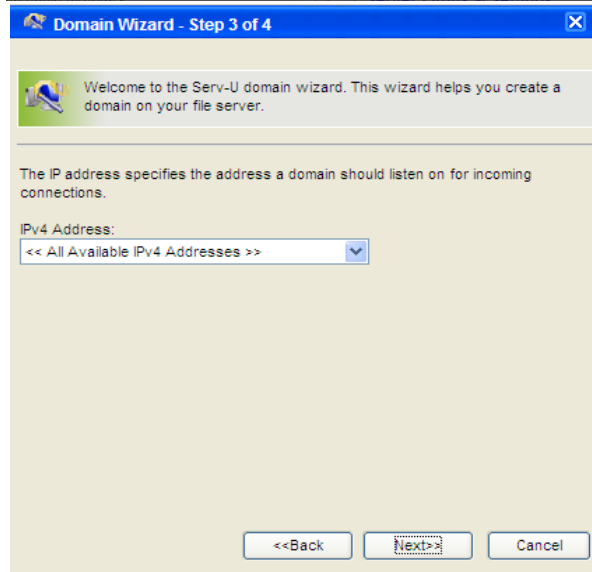 Domain Wizard - Step 3 of 4
Welcome to the Serv-U domain wizard. This wizard helps you create a
domain on your file server.
The IP address specifies the address a domain should listen on for incoming
connections.
IPv4 Address:
<< All Available IPv4 Addresses >>
<<Back Next>> Cancel